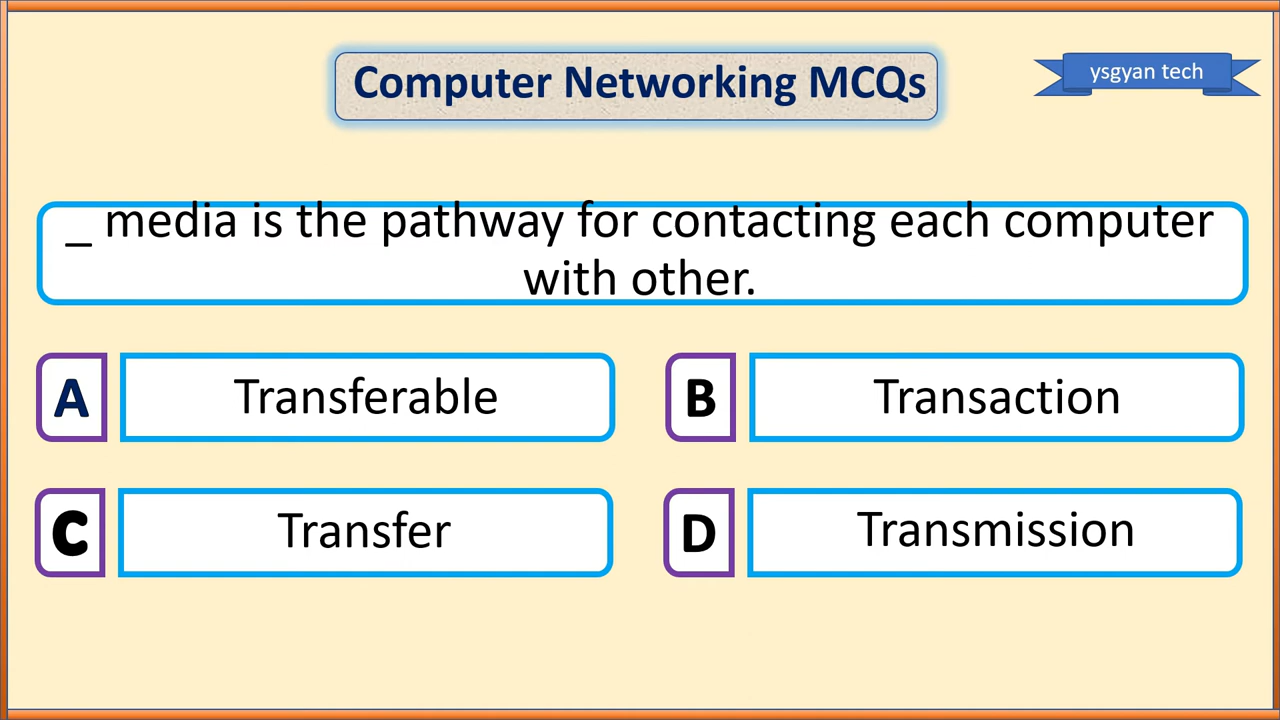 Computer Networking MCQs
ysgyan tech
_ media is the pathway for contacting each computer
with other.
A Transferable
B Transaction
C Transfer
D Transmission